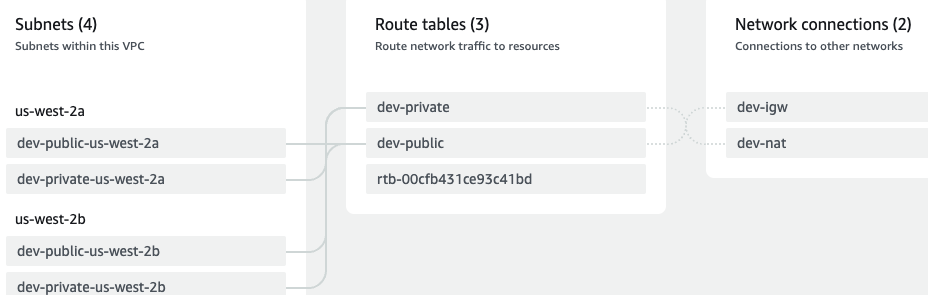 Subnets (4)
Subnets within this VPC
us-west-2a
dev-public-us-west-2a
dev-private-us-west-2a
us-west-2b
dev-public-us-west-2b
dev-private-us-west-2b
Route tables (3)
Route network traffic to resources
dev-private
dev-public
rtb-00cfb431ce93c41bd
Network connections (2)
Connections to other networks
dev-igw
dev-nat